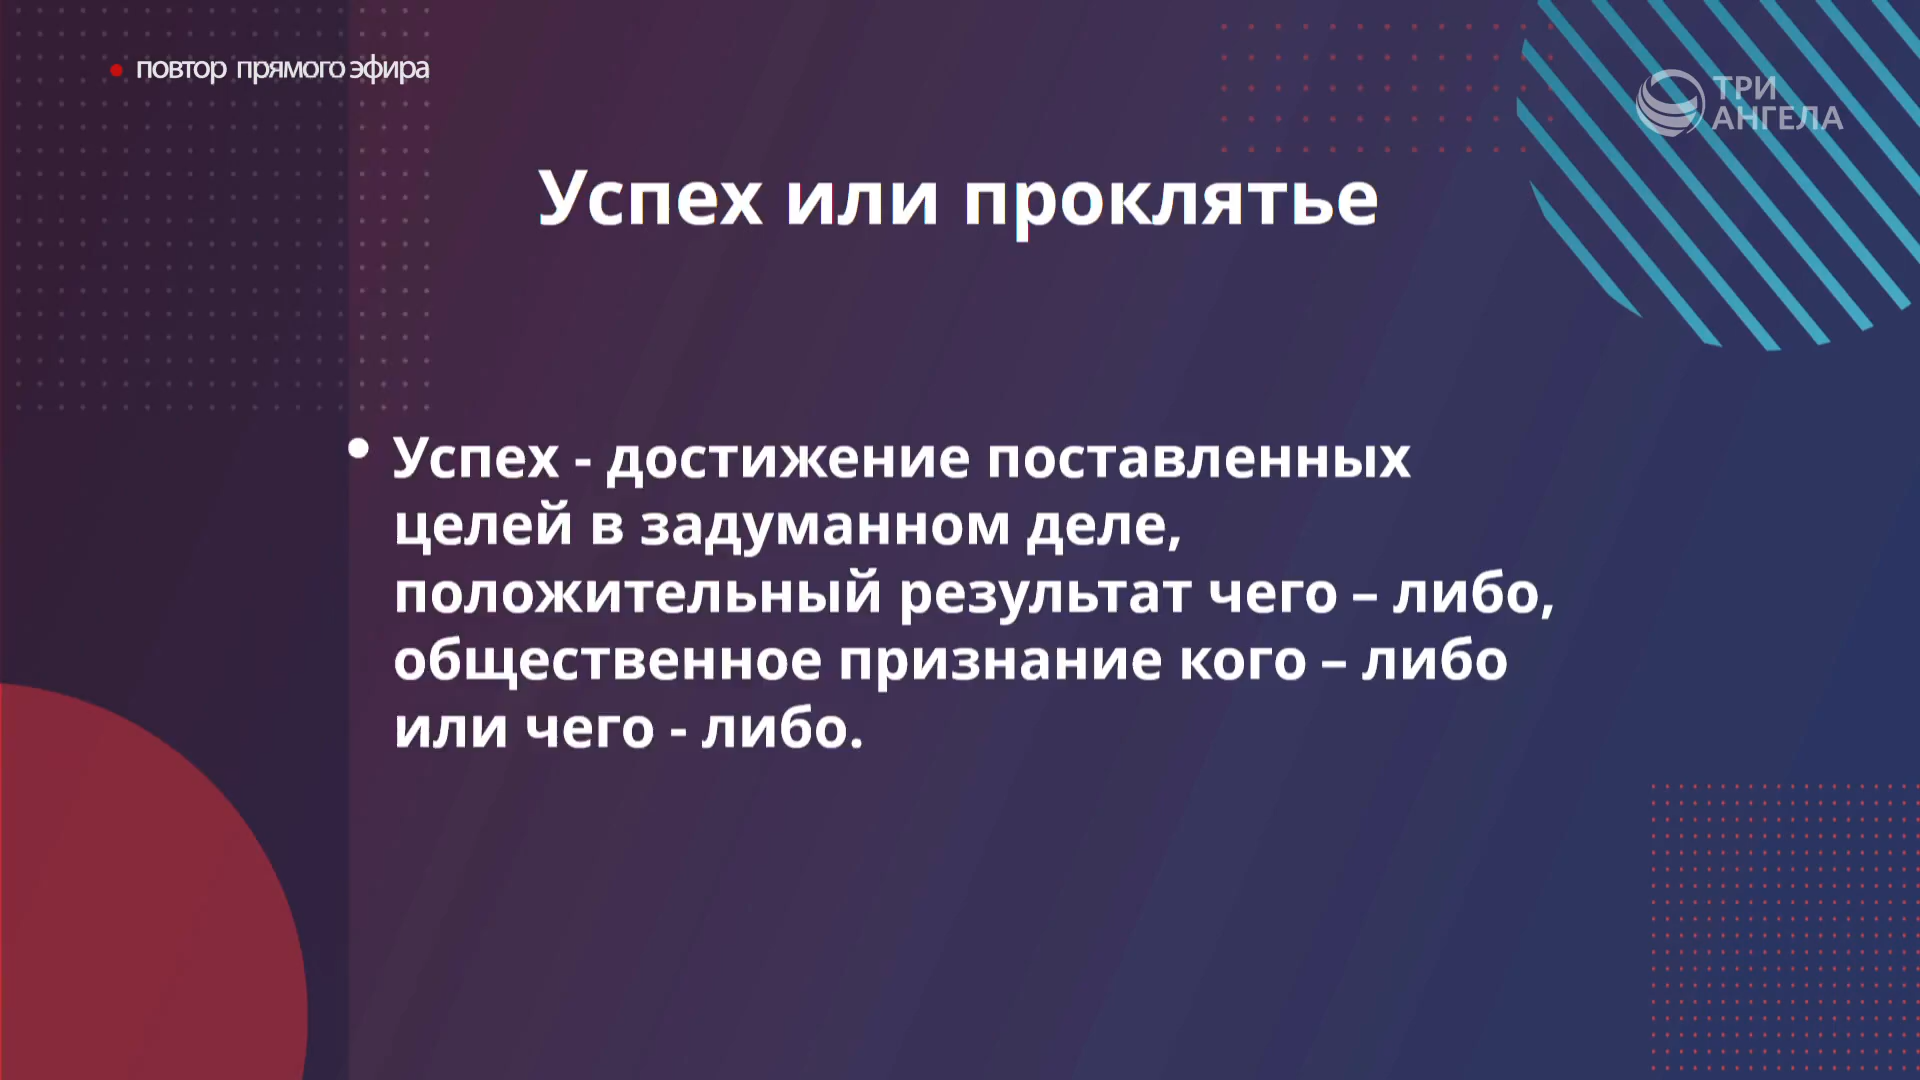 повтор прямого эфира
ТРИ
АНГЕЛА
Успех или проклятье
• Успех - достижение поставленных
целей в задуманном деле,
положительный результат чего – либо,
общественное признание кого – либо
или чего - либо.